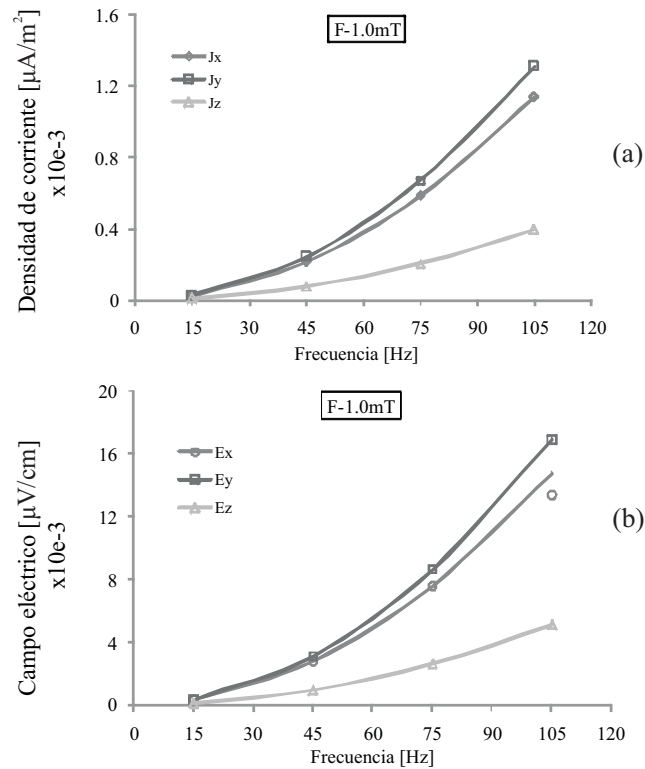 F-1.0mT
Densidad de corriente [µA/m²]
x10e-3
1.6
1.2
0.8
0.4
0
Jx
Jy
Jz
(a)
0 15 30 45 60 75 90 105 120
Frecuencia [Hz]
F-1.0mT
Campo eléctrico [µV/cm]
x10e-3
20
16
12
8
4
0
Ex
Ey
Ez
(b)
0 15 30 45 60 75 90 105 120
Frecuencia [Hz]